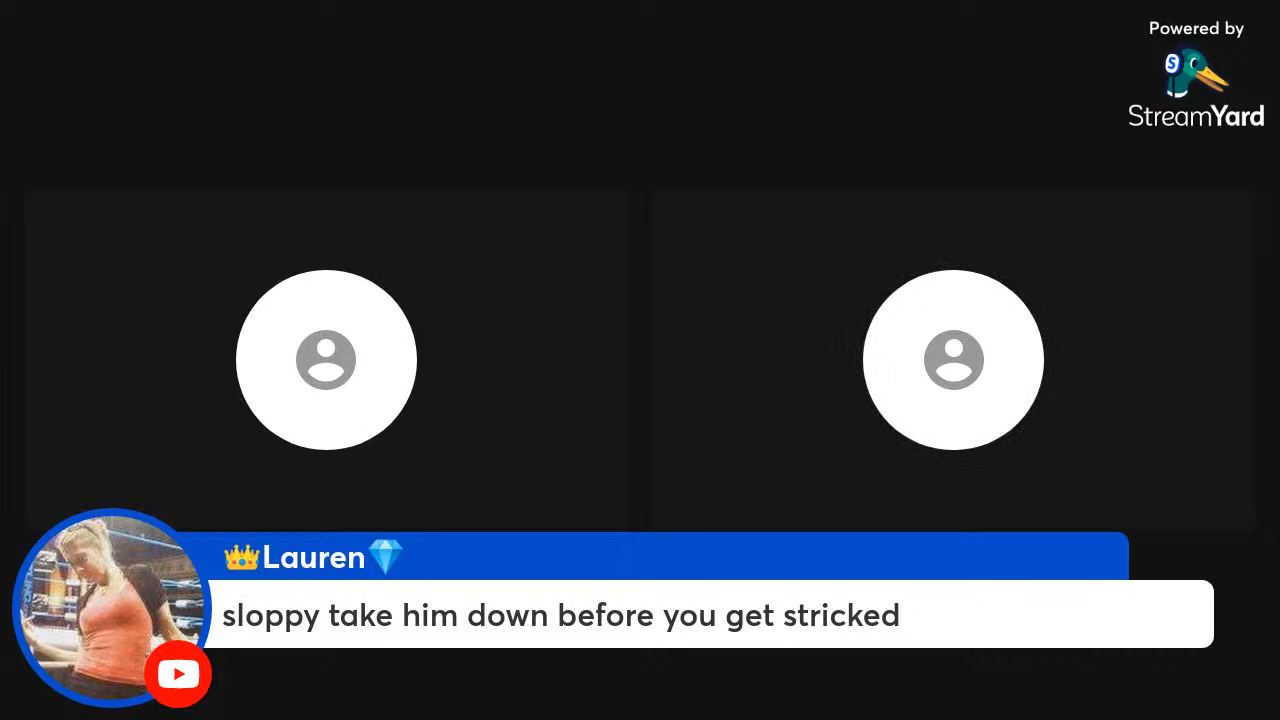 Powered by
S
StreamYard
👑Lauren💎
sloppy take him down before you get stricked